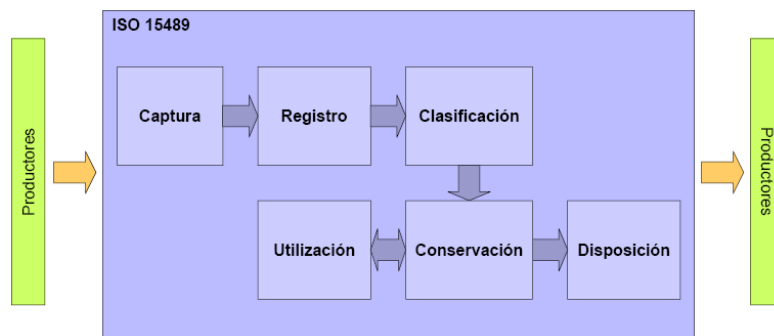 ISO 15489
Productores
Captura
Registro
Clasificación
Utilización
Conservación
Disposición
Productores